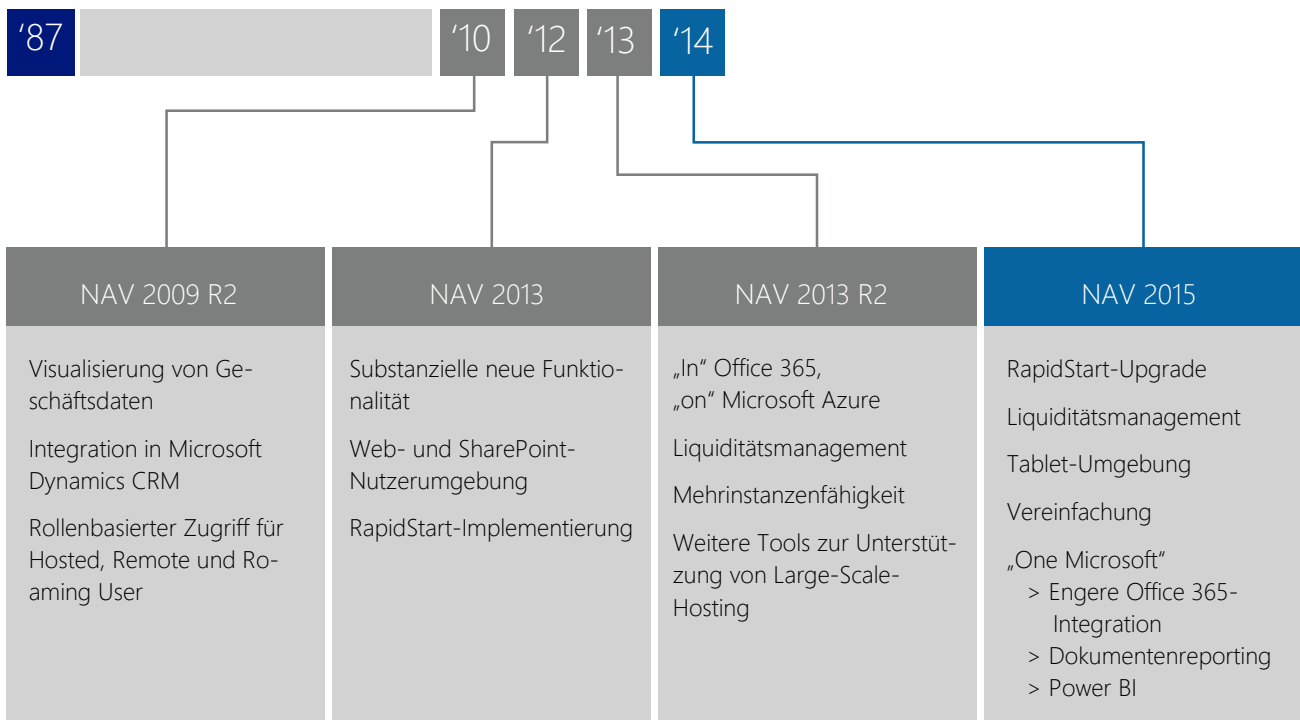 ‘87
‘10
‘12
‘13
‘14
NAV 2009 R2
Visualisierung von Ge-
schäftsdaten
Integration in Microsoft
Dynamics CRM
Rollenbasierter Zugriff für
Hosted, Remote und Ro-
aming User
NAV 2013
Substanzielle neue Funktio-
nalität
Web- und SharePoint-
Nutzerumgebung
RapidStart-Implementierung
NAV 2013 R2
„In“ Office 365,
„on“ Microsoft Azure
Liquiditätsmanagement
Mehrinstanzenfähigkeit
Weitere Tools zur Unterstüt-
zung von Large-Scale-
Hosting
NAV 2015
RapidStart-Upgrade
Liquiditätsmanagement
Tablet-Umgebung
Vereinfachung
„One Microsoft“
> Engere Office 365-
Integration
> Dokumentenreporting
> Power BI